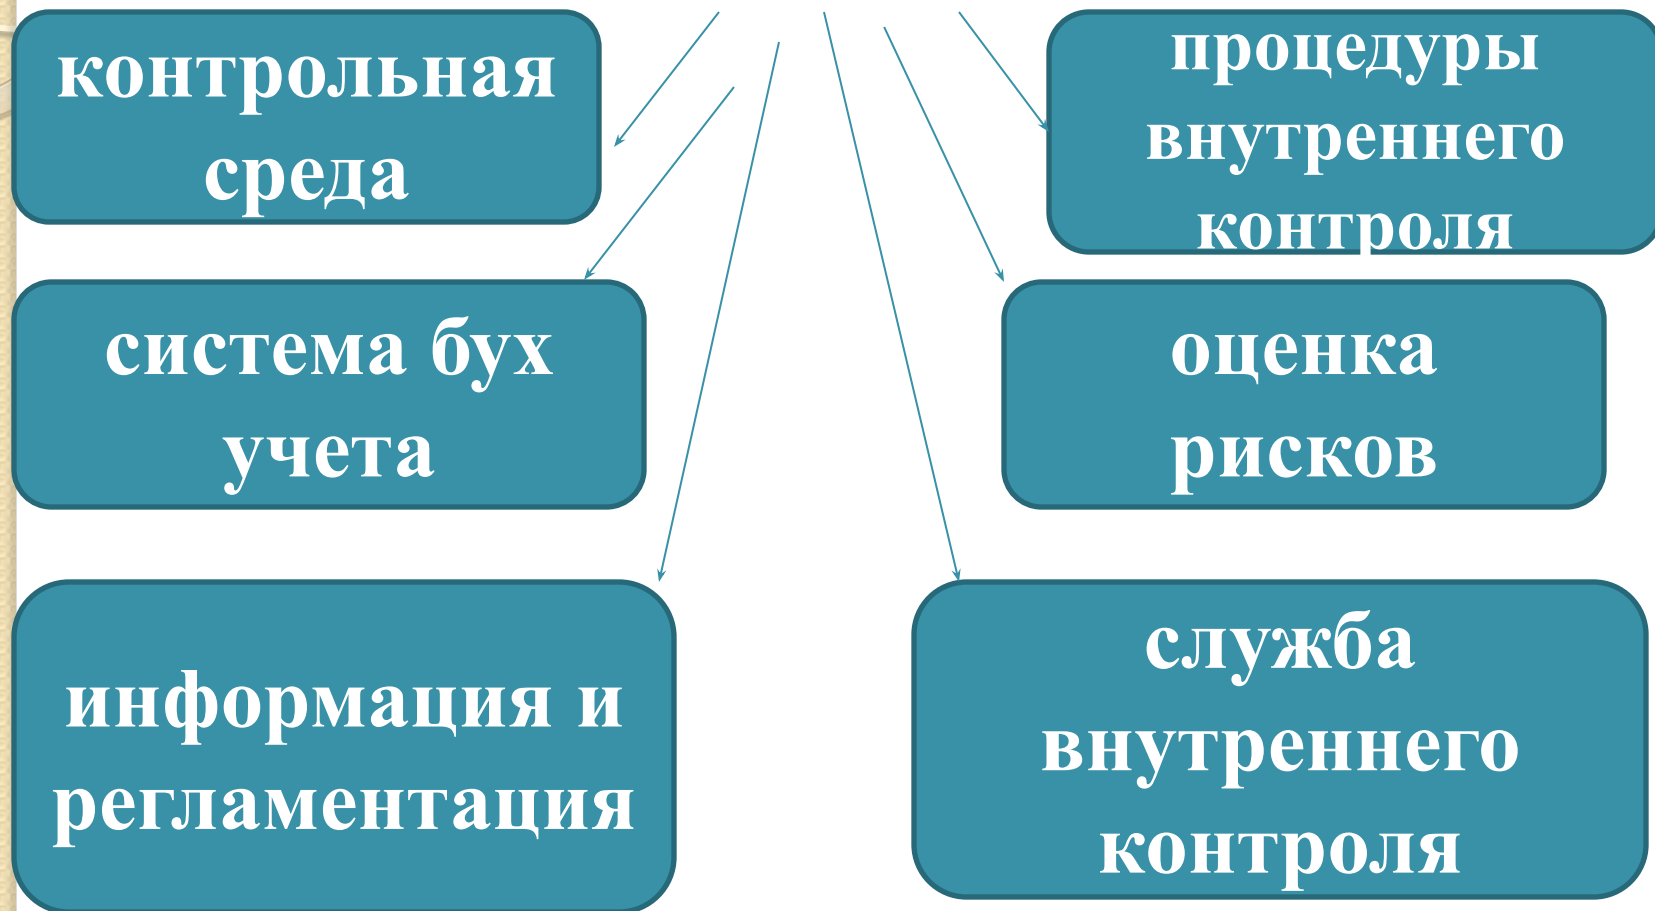 контрольная
среда
процедуры
внутреннего
контроля
система бух
учета
оценка
рисков
информация и
регламентация
служба
внутреннего
контроля